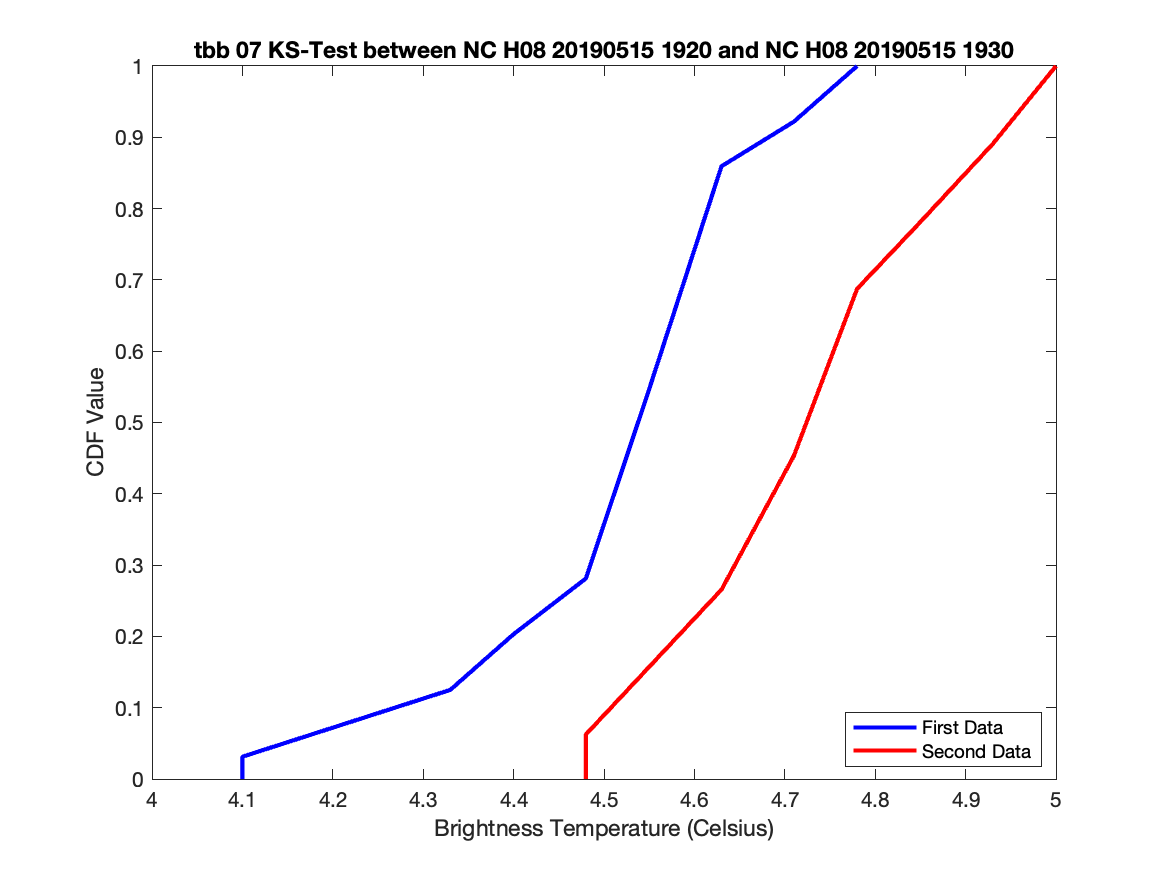 tbb 07 KS-Test between NC H08 20190515 1920 and NC H08 20190515 1930
1
0.9
0.8
0.7
0.6
0.5
0.4
0.3
0.2
0.1
0
CDF Value
First Data
Second Data
4 4.1 4.2 4.3 4.4 4.5 4.6 4.7 4.8 4.9 5
Brightness Temperature (Celsius)